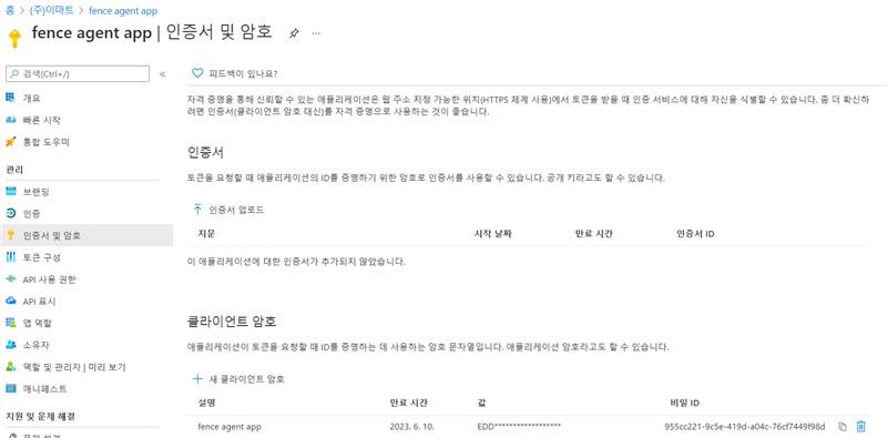 홈 > (주)이마트 > fence agent app
fence agent app | 인증서 및 암호
검색(Ctrl+/)
개요
빠른 시작
통합 도우미
관리
브랜딩
인증
인증서 및 암호
토큰 구성
API 사용 권한
API 표시
앱 역할
소유자
역할 및 관리자 | 미리 보기
매니페스트
지원 및 문제 해결
피드백이 있나요?
자격 증명을 통해 신뢰할 수 있는 애플리케이션은 웹 주소 지정 가능한 위치(HTTPS 체계 사용)에서 토큰을 받을 때 인증 서비스에 대해 자신을 식별할 수 있습니다. 좀 더 확신하
려면 인증서(클라이언트 암호 대신)를 자격 증명으로 사용하는 것이 좋습니다.
인증서
토큰을 요청할 때 애플리케이션의 ID를 증명하기 위한 암호로 인증서를 사용할 수 있습니다. 공개 키라고도 할 수 있습니다.
인증서 업로드
지문 시작 날짜 만료 시간 인증서 ID
이 애플리케이션에 대한 인증서가 추가되지 않았습니다.
클라이언트 암호
애플리케이션이 토큰을 요청할 때 ID를 증명하는 데 사용하는 암호 문자열입니다. 애플리케이션 암호라고도 할 수 있습니다.
+ 새 클라이언트 암호
설명 만료 시간 값 비밀 ID
fence agent app 2023. 6. 10. EDD****************** 955cc221-9c5e-419d-a04c-76cf7449f98d